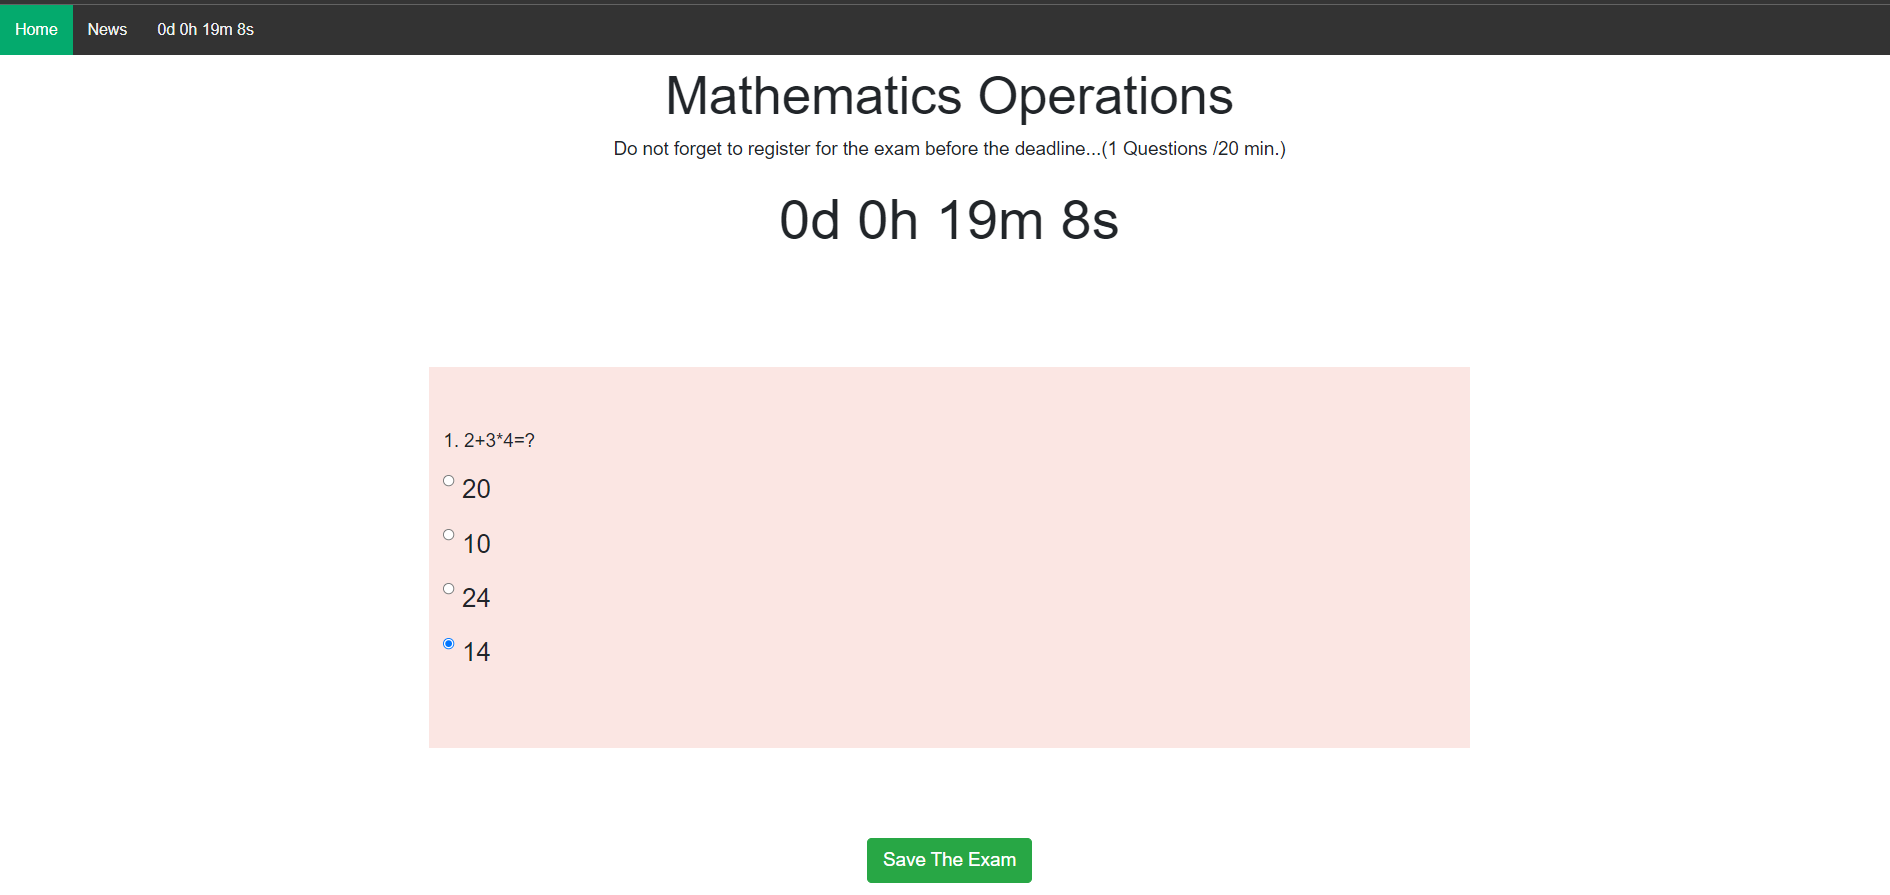 Home News 0d 0h 19m 8s
Mathematics Operations
Do not forget to register for the exam before the deadline...(1 Questions /20 min.)
0d 0h 19m 8s
1. 2+3*4=?
20
10
24
14
Save The Exam